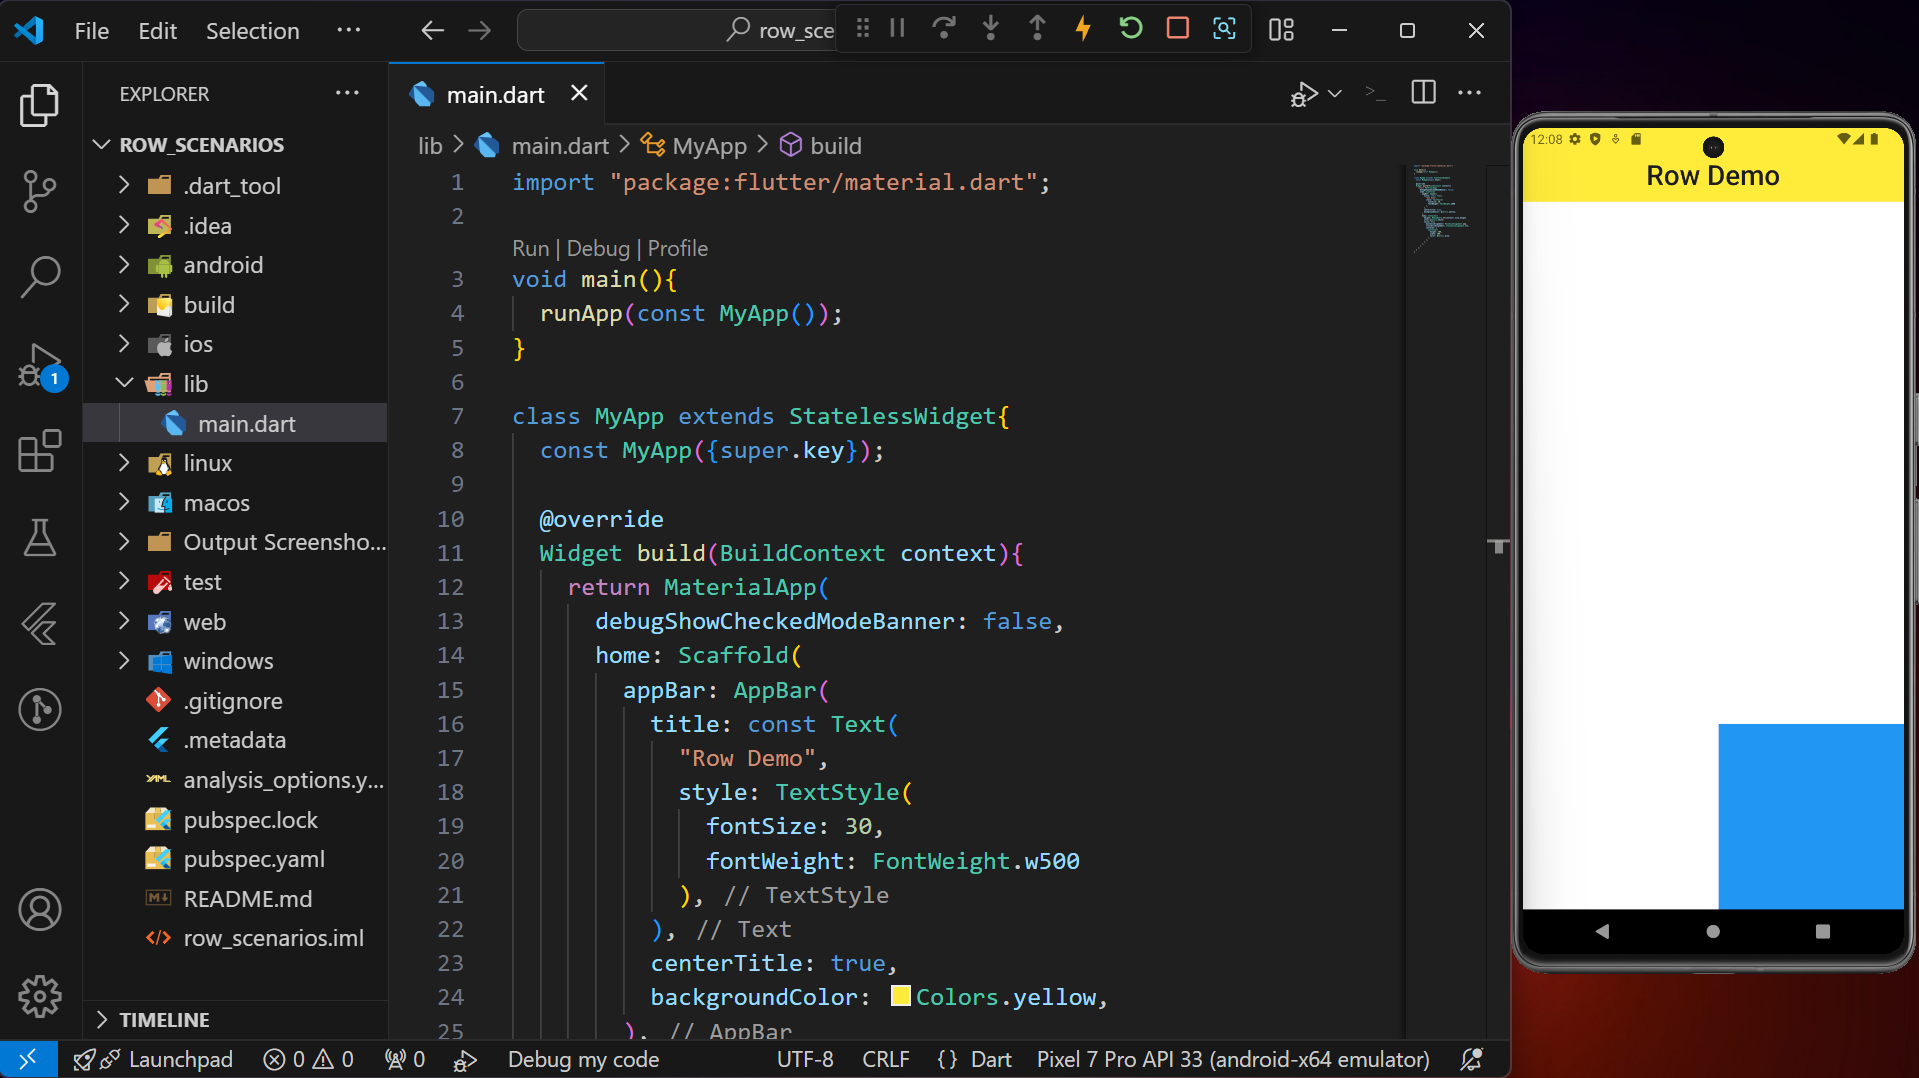 File Edit Selection ···
row_sce
EXPLORER
ROW_SCENARIOS
.dart_tool
.idea
android
build
ios
lib
main.dart
linux
macos
Output Screensho...
test
web
windows
.gitignore
.metadata
analysis_options.y...
pubspec.lock
pubspec.yaml
README.md
row_scenarios.iml
TIMELINE
1
main.dart
lib > main.dart > MyApp > build
1 import "package:flutter/material.dart";
2
Run | Debug | Profile
3 void main(){
4 runApp(const MyApp());
5 }
6
7 class MyApp extends StatelessWidget{
8 const MyApp({super.key});
9
10 @override
11 Widget build(BuildContext context){
12 return MaterialApp(
13 debugShowCheckedModeBanner: false,
14 home: Scaffold(
15 appBar: AppBar(
16 title: const Text(
17 "Row Demo",
18 style: TextStyle(
19 fontSize: 30,
20 fontWeight: FontWeight.w500
21 ), // TextStyle
22 ), // Text
23 centerTitle: true,
24 backgroundColor: Colors.yellow,
25 ), // AppBar
Launchpad 0 0 0 Debug my code UTF-8 CRLF {} Dart Pixel 7 Pro API 33 (android-x64 emulator)
12:08
Row Demo